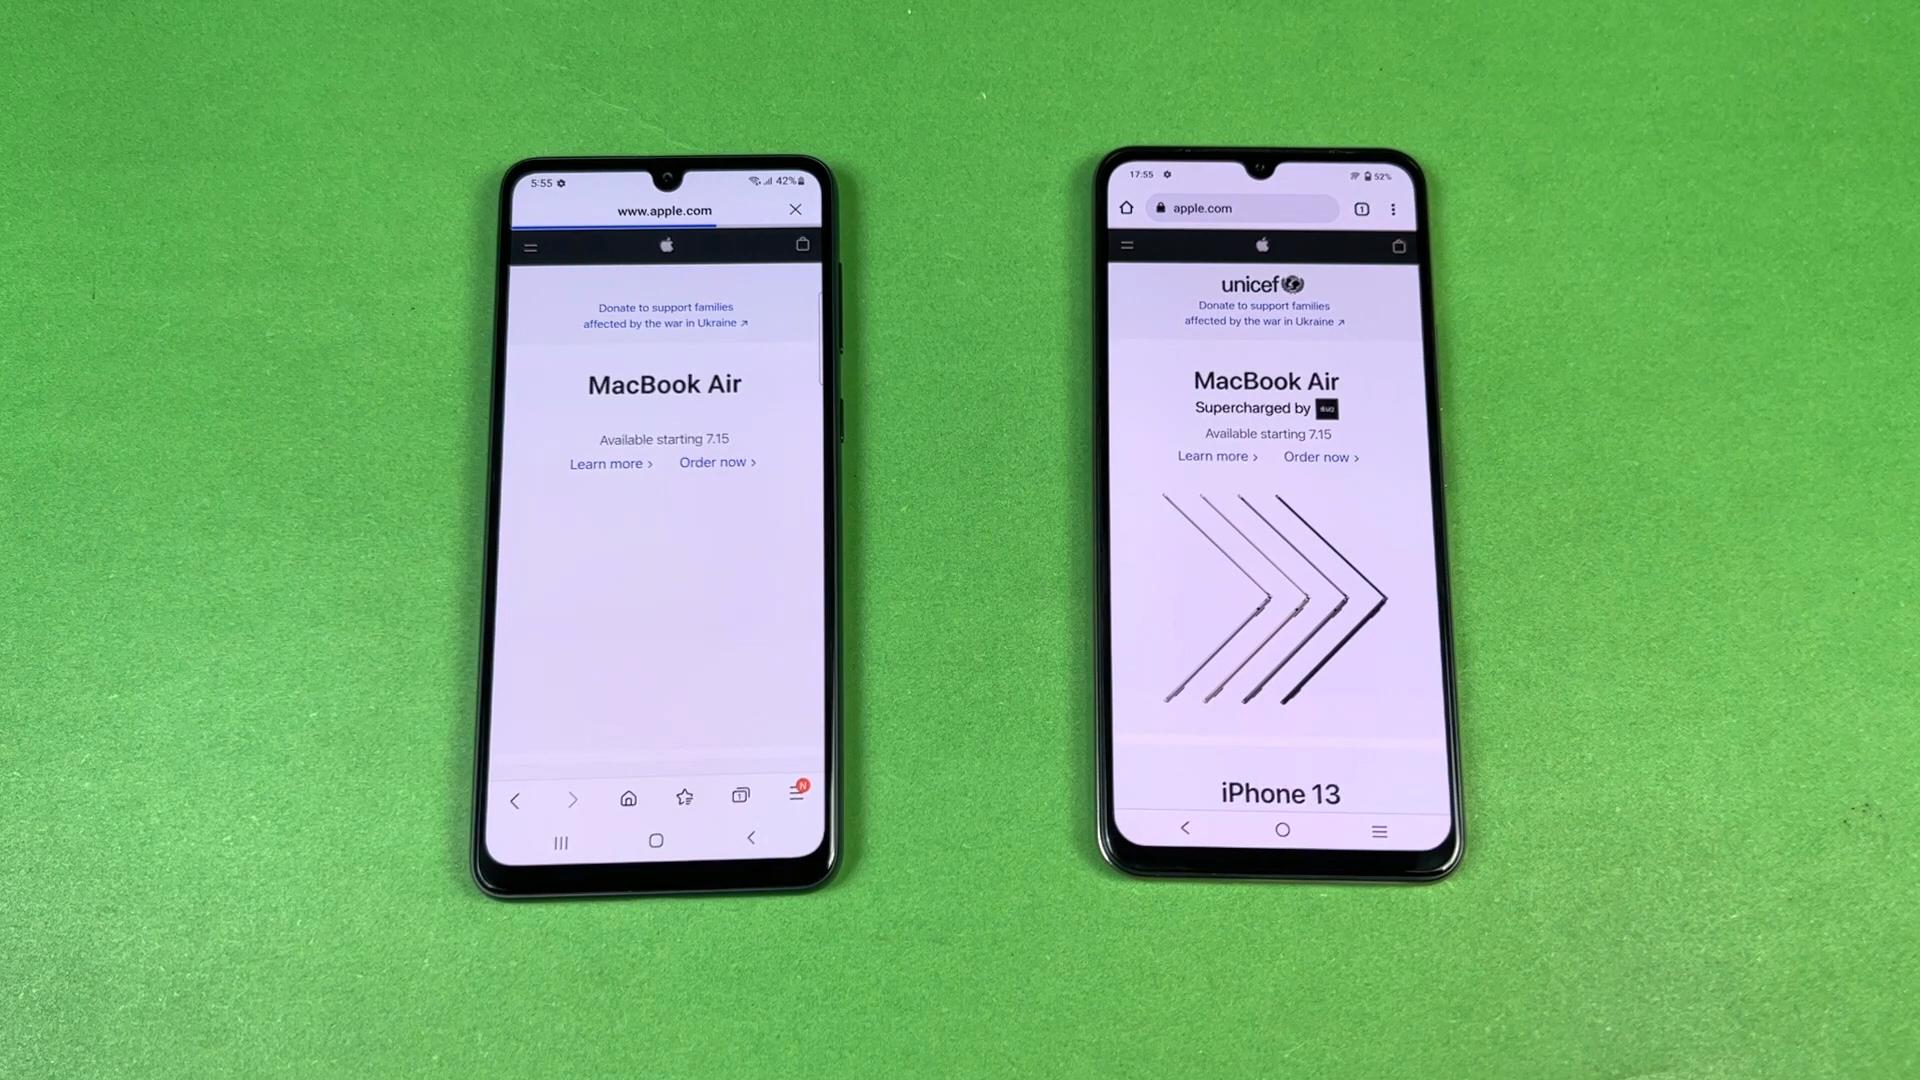 5:55
42%
www.apple.com
Donate to support families
affected by the war in Ukraine ↗
MacBook Air
Available starting 7.15
Learn more > Order now >
1
N
17:55
52%
apple.com
1
unicef
Donate to support families
affected by the war in Ukraine ↗
MacBook Air
Supercharged by
Available starting 7.15
Learn more > Order now >
iPhone 13